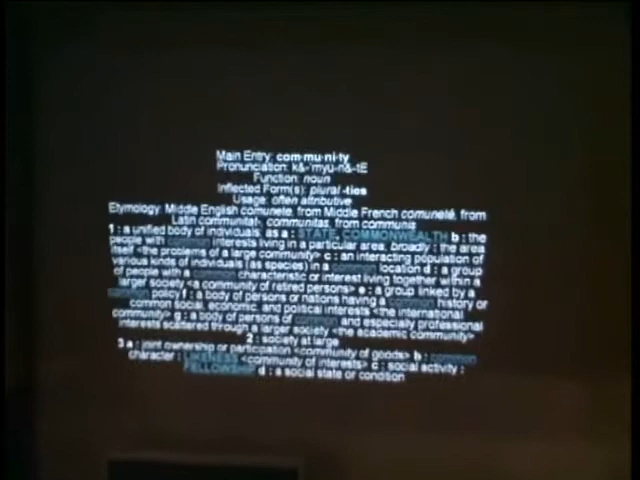 Main Entry: com·mu·ni·ty
Pronunciation: k&-'myü-n&-tE
Function: noun
Inflected Form(s): plural -ties
Usage: often attributive
Etymology: Middle English comunete, from Middle French comuneté, from
Latin communitat-, communitas, from communis
1 : a unified body of individuals: as a : STATE, COMMONWEALTH b : the
people with common interests living in a particular area; broadly : the area
itself <the problems of a large community> c : an interacting population of
various kinds of individuals (as species) in a common location d : a group
of people with a common characteristic or interest living together within a
larger society <a community of retired persons> e : a group linked by a
common policy f : a body of persons or nations having a common history or
common social, economic, and political interests <the international
community> g : a body of persons of common and especially professional
interests scattered through a larger society <the academic community>
2 : society at large
3 a : joint ownership or participation <community of goods> b : common
character : LIKENESS <community of interests> c : social activity :
FELLOWSHIP d : a social state or condition